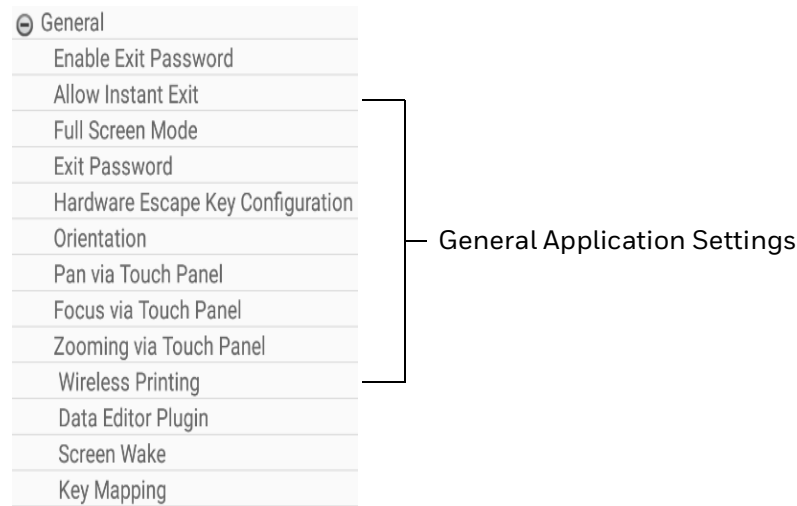 General
Enable Exit Password
Allow Instant Exit
Full Screen Mode
Exit Password
Hardware Escape Key Configuration
Orientation
Pan via Touch Panel
Focus via Touch Panel
Zooming via Touch Panel
Wireless Printing
Data Editor Plugin
Screen Wake
Key Mapping
General Application Settings